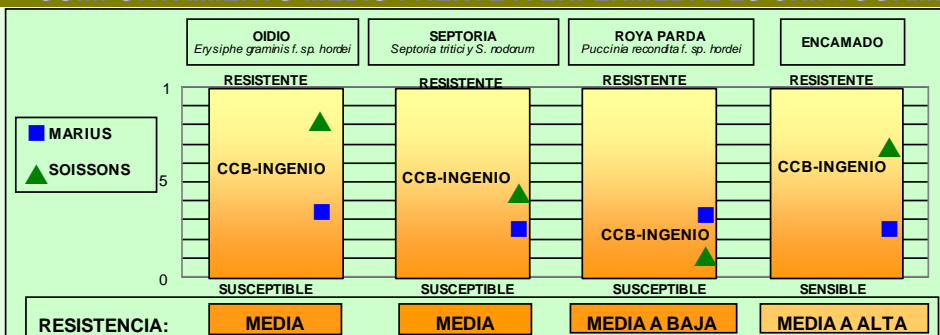 OIDIO
Erysiphe graminis f. sp. hordei
SEPTORIA
Septoria tritici y S. nodorum
ROYA PARDA
Puccinia recondita f. sp. hordei
ENCAMADO
RESISTENTE RESISTENTE RESISTENTE RESISTENTE
1
MARIUS
SOISSONS
5
0
CCB-INGENIO
CCB-INGENIO
CCB-INGENIO
CCB-INGENIO
SUSCEPTIBLE SUSCEPTIBLE SUSCEPTIBLE SENSIBLE
RESISTENCIA: MEDIA MEDIA MEDIA A BAJA MEDIA A ALTA